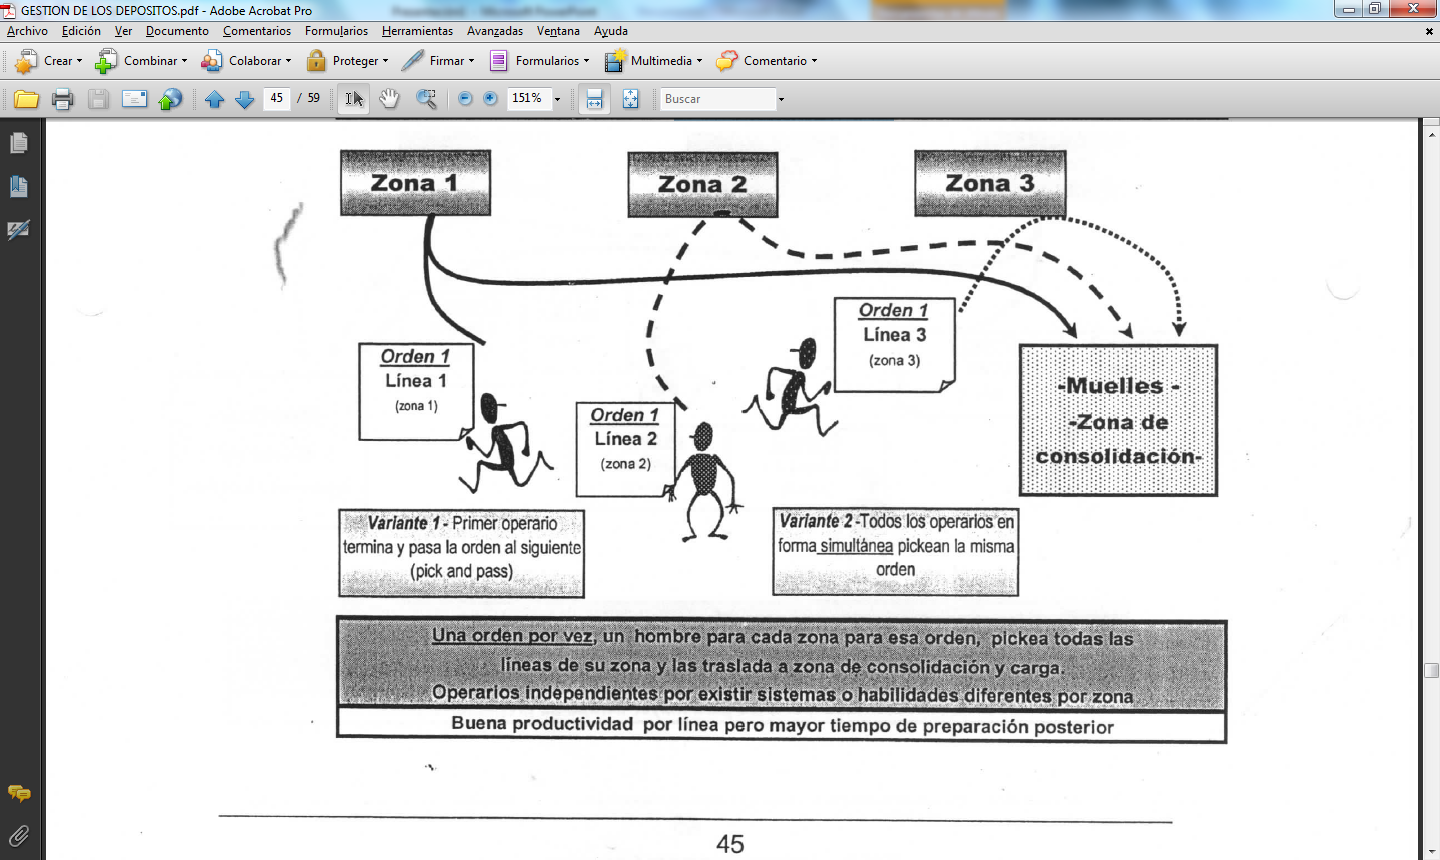 GESTION DE LOS DEPOSITOS.pdf - Adobe Acrobat Pro
Archivo Edición Ver Documento Comentarios Formularios Herramientas Avanzadas Ventana Ayuda
Crear Combinar Colaborar Proteger Firmar Formularios Multimedia Comentario
45 / 59 151% Buscar
Zona 1
Zona 2
Zona 3
Orden 1
Línea 1
(zona 1)
Orden 1
Línea 2
(zona 2)
Orden 1
Línea 3
(zona 3)
-Muelles -
-Zona de
consolidación-
Variante 1- Primer operario
termina y pasa la orden al siguiente
(pick and pass)
Variante 2 -Todos los operarios en
forma simultánea pickean la misma
orden
Una orden por vez, un hombre para cada zona para esa orden, pickea todas las
líneas de su zona y las traslada a zona de consolidación y carga.
Operarios independientes por existir sistemas o habilidades diferentes por zona
Buena productividad por línea pero mayor tiempo de preparación posterior
45